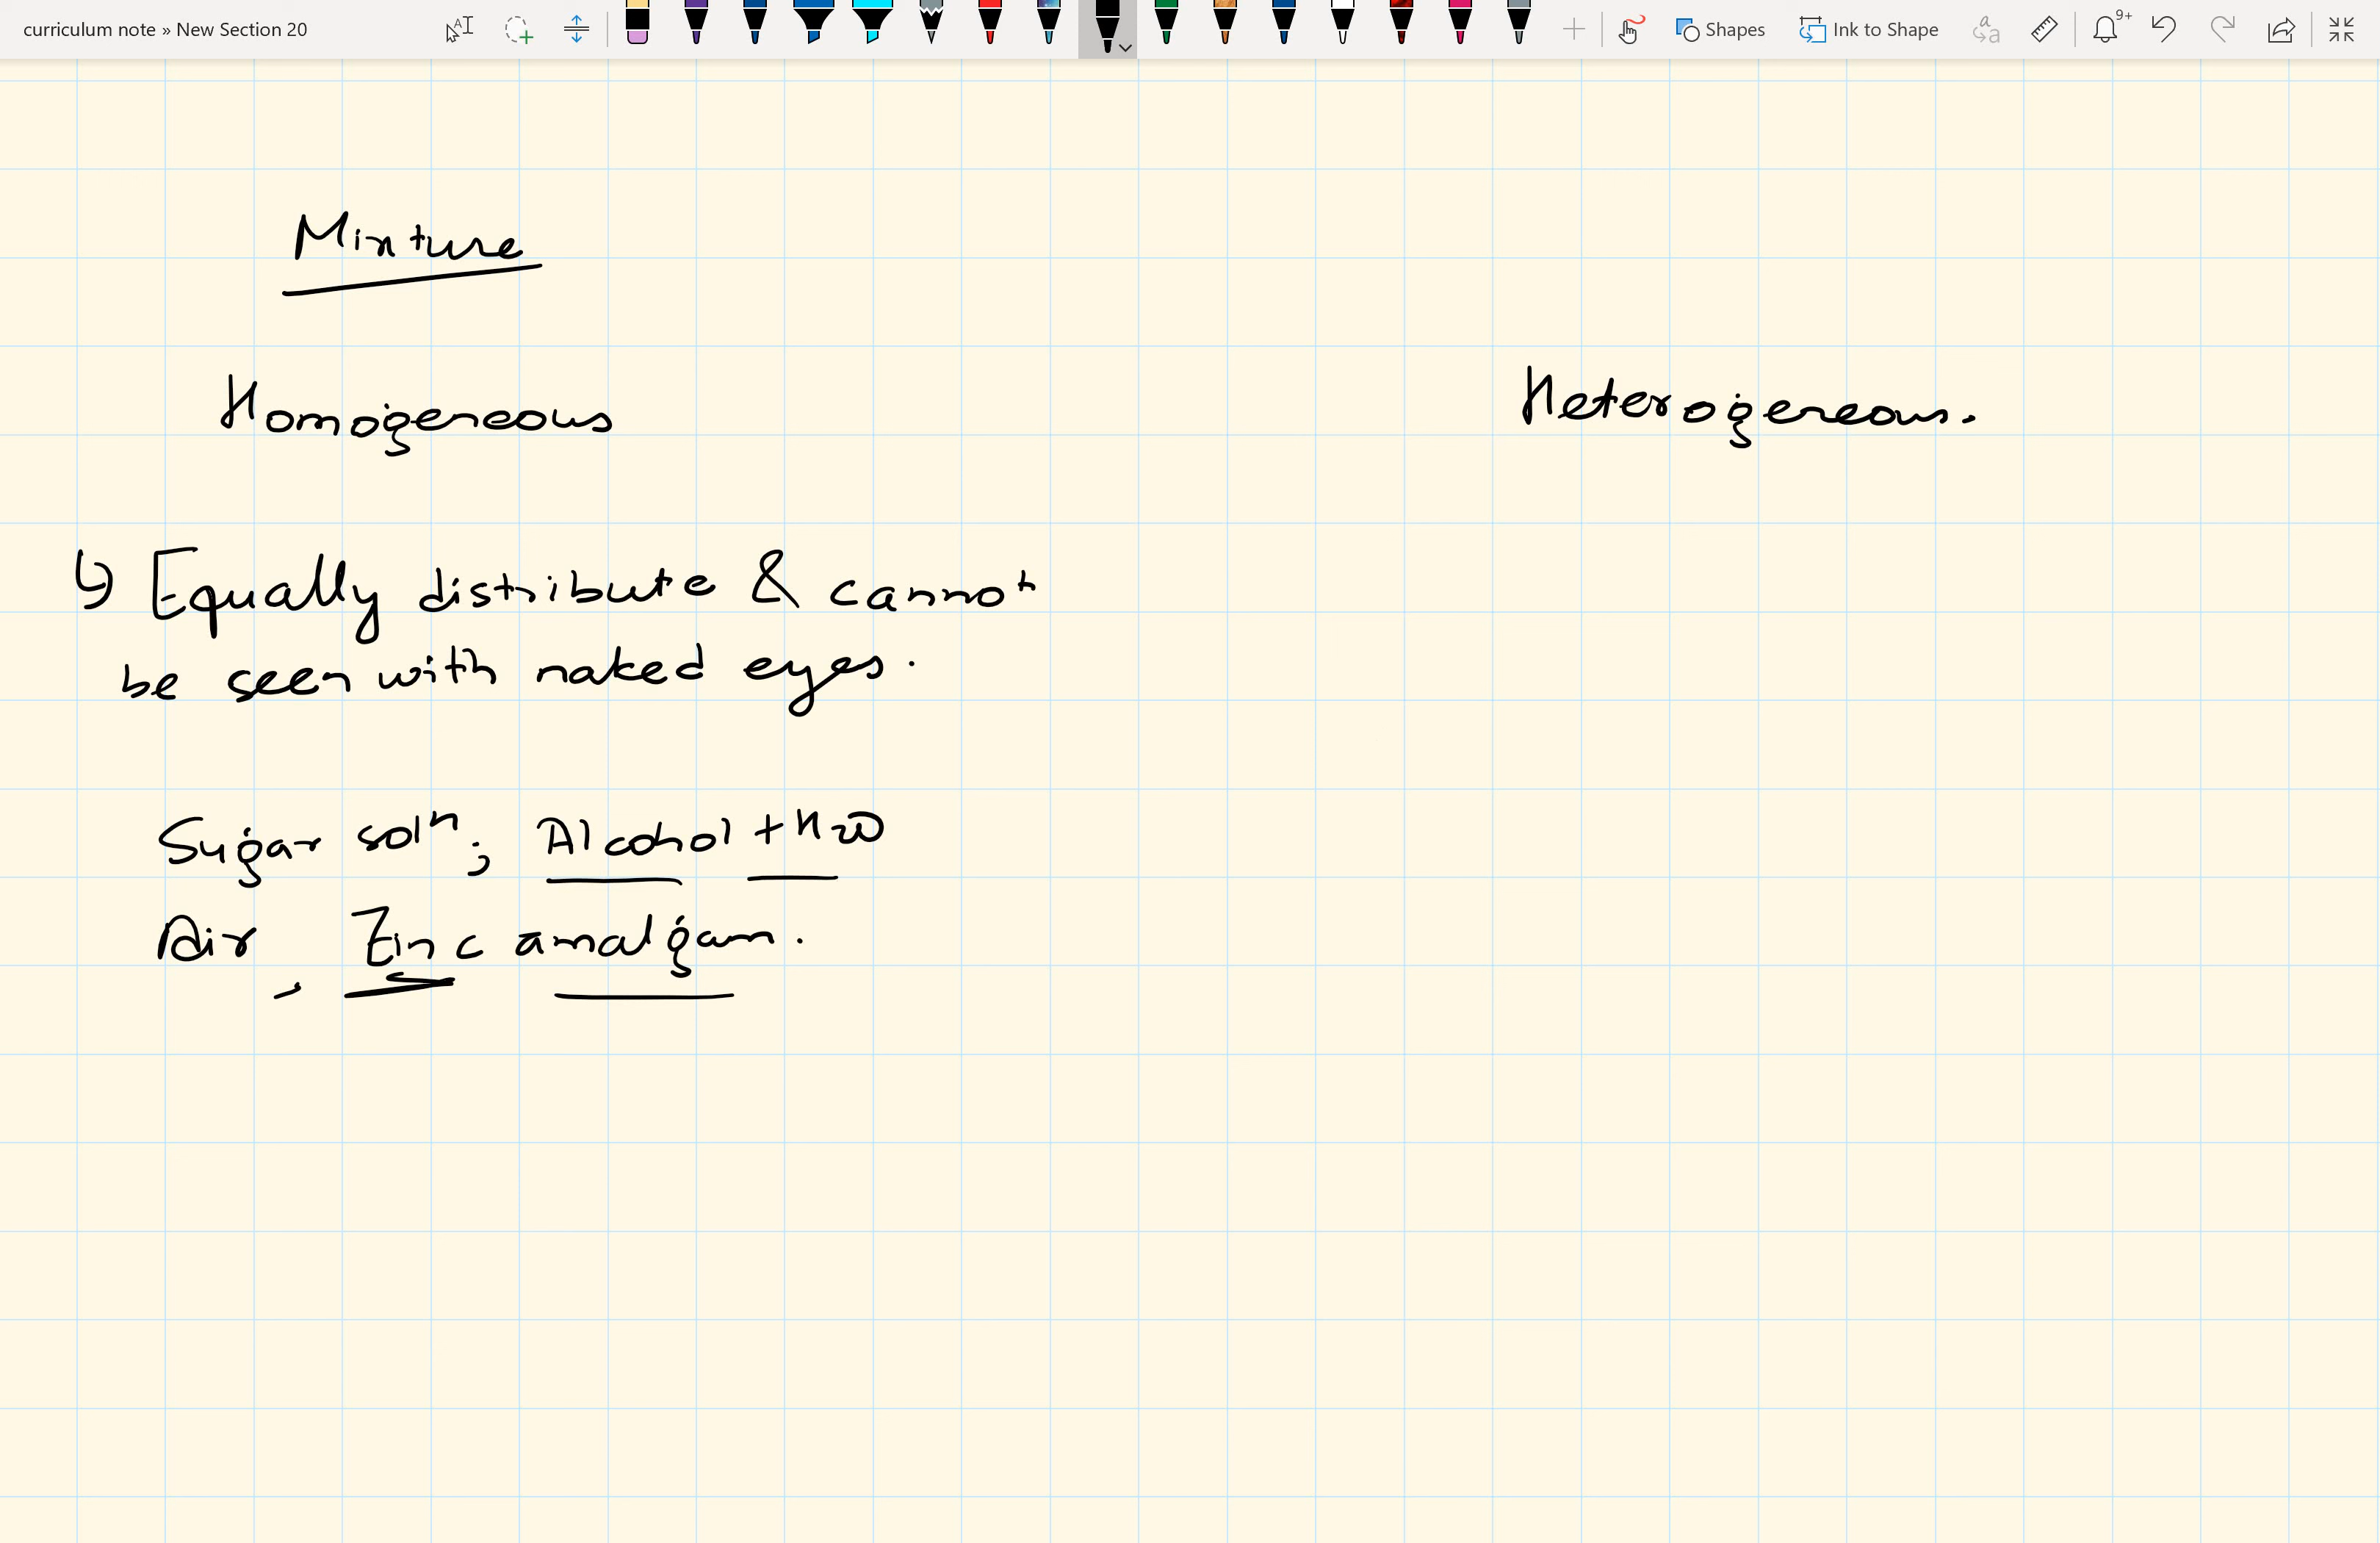 curriculum note » New Section 20
Shapes
Ink to Shape
9+
Mixture
Homogeneous
Heterogeneous.
↳ Equally distribute & cannot
be seen with naked eyes.
Sugar solⁿ; Alcohol + H2O
Air, Zinc amalgam.